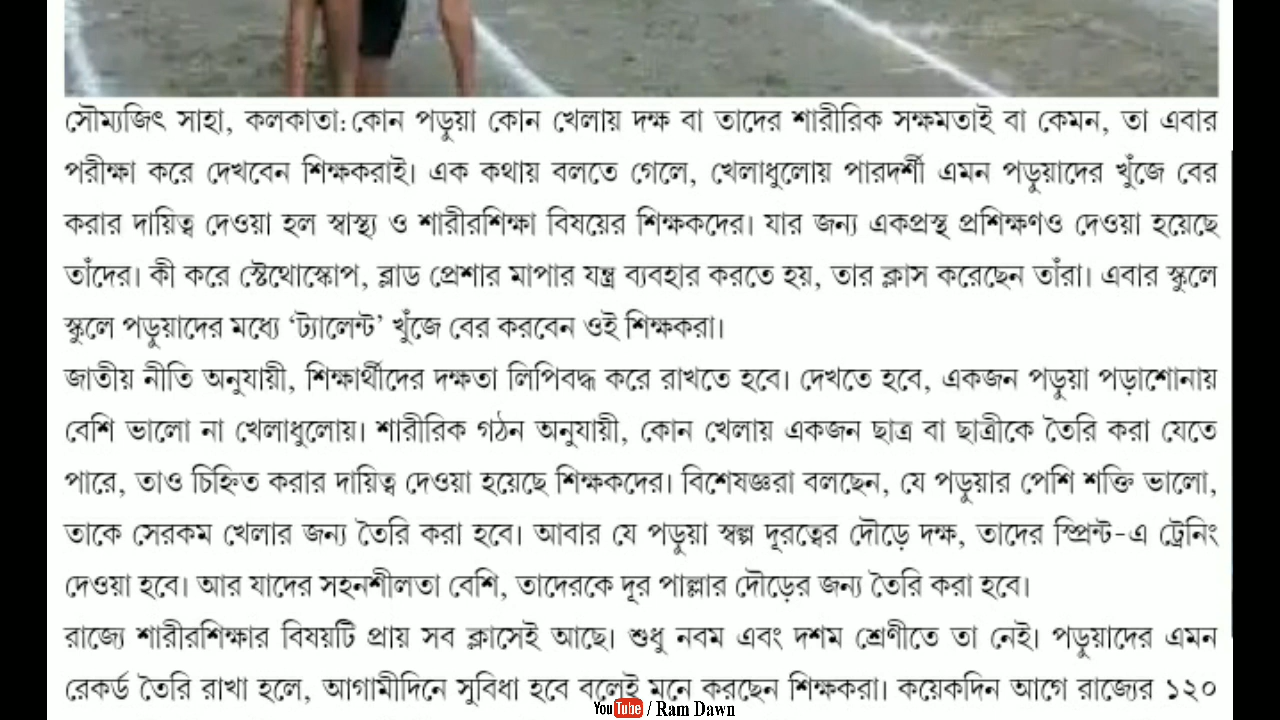 সৌম্যজিৎ সাহা, কলকাতা: কোন পড়ুয়া কোন খেলায় দক্ষ বা তাদের শারীরিক সক্ষমতাই বা কেমন, তা এবার
পরীক্ষা করে দেখবেন শিক্ষকরাই। এক কথায় বলতে গেলে, খেলাধুলোয় পারদর্শী এমন পড়ুয়াদের খুঁজে বের
করার দায়িত্ব দেওয়া হল স্বাস্থ্য ও শারীরশিক্ষা বিষয়ের শিক্ষকদের। যার জন্য একপ্রস্থ প্রশিক্ষণও দেওয়া হয়েছে
তাঁদের। কী করে স্টেথোস্কোপ, ব্লাড প্রেশার মাপার যন্ত্র ব্যবহার করতে হয়, তার ক্লাস করেছেন তাঁরা। এবার স্কুলে
স্কুলে পড়ুয়াদের মধ্যে ‘ট্যালেন্ট’ খুঁজে বের করবেন ওই শিক্ষকরা।
জাতীয় নীতি অনুযায়ী, শিক্ষার্থীদের দক্ষতা লিপিবদ্ধ করে রাখতে হবে। দেখতে হবে, একজন পড়ুয়া পড়াশোনায়
বেশি ভালো না খেলাধুলোয়। শারীরিক গঠন অনুযায়ী, কোন খেলায় একজন ছাত্র বা ছাত্রীকে তৈরি করা যেতে
পারে, তাও চিহ্নিত করার দায়িত্ব দেওয়া হয়েছে শিক্ষকদের। বিশেষজ্ঞরা বলছেন, যে পড়ুয়ার পেশি শক্তি ভালো,
তাকে সেরকম খেলার জন্য তৈরি করা হবে। আবার যে পড়ুয়া স্বল্প দূরত্বের দৌড়ে দক্ষ, তাদের স্প্রিন্ট-এ ট্রেনিং
দেওয়া হবে। আর যাদের সহনশীলতা বেশি, তাদেরকে দূর পাল্লার দৌড়ের জন্য তৈরি করা হবে।
রাজ্যে শারীরশিক্ষার বিষয়টি প্রায় সব ক্লাসেই আছে। শুধু নবম এবং দশম শ্রেণীতে তা নেই। পড়ুয়াদের এমন
রেকর্ড তৈরি রাখা হলে, আগামীদিনে সুবিধা হবে বলেই মনে করছেন শিক্ষকরা। কয়েকদিন আগে রাজ্যের ১২০
YouTube / Ram Dawn